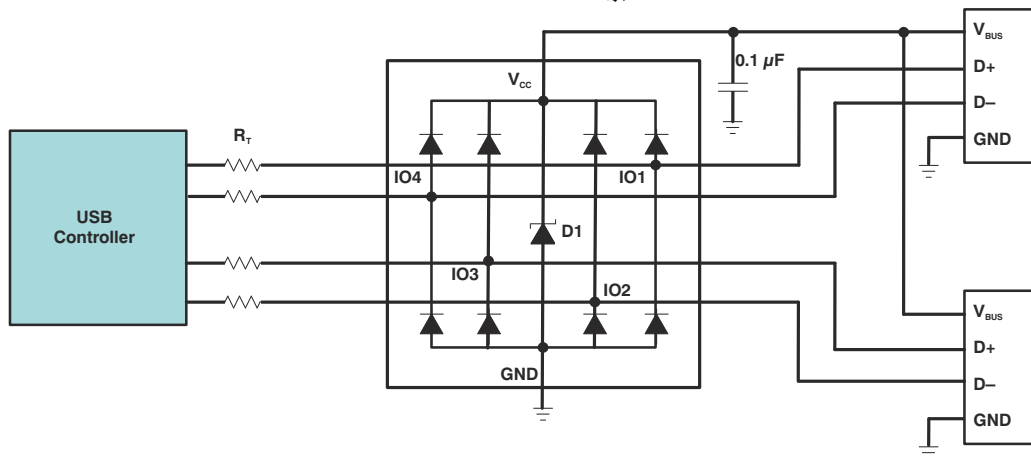 V_BUS
0.1 µF
D+
V_CC
D–
R_T
GND
IO4
IO1
USB
Controller
D1
IO3
IO2
V_BUS
D+
GND
D–
GND